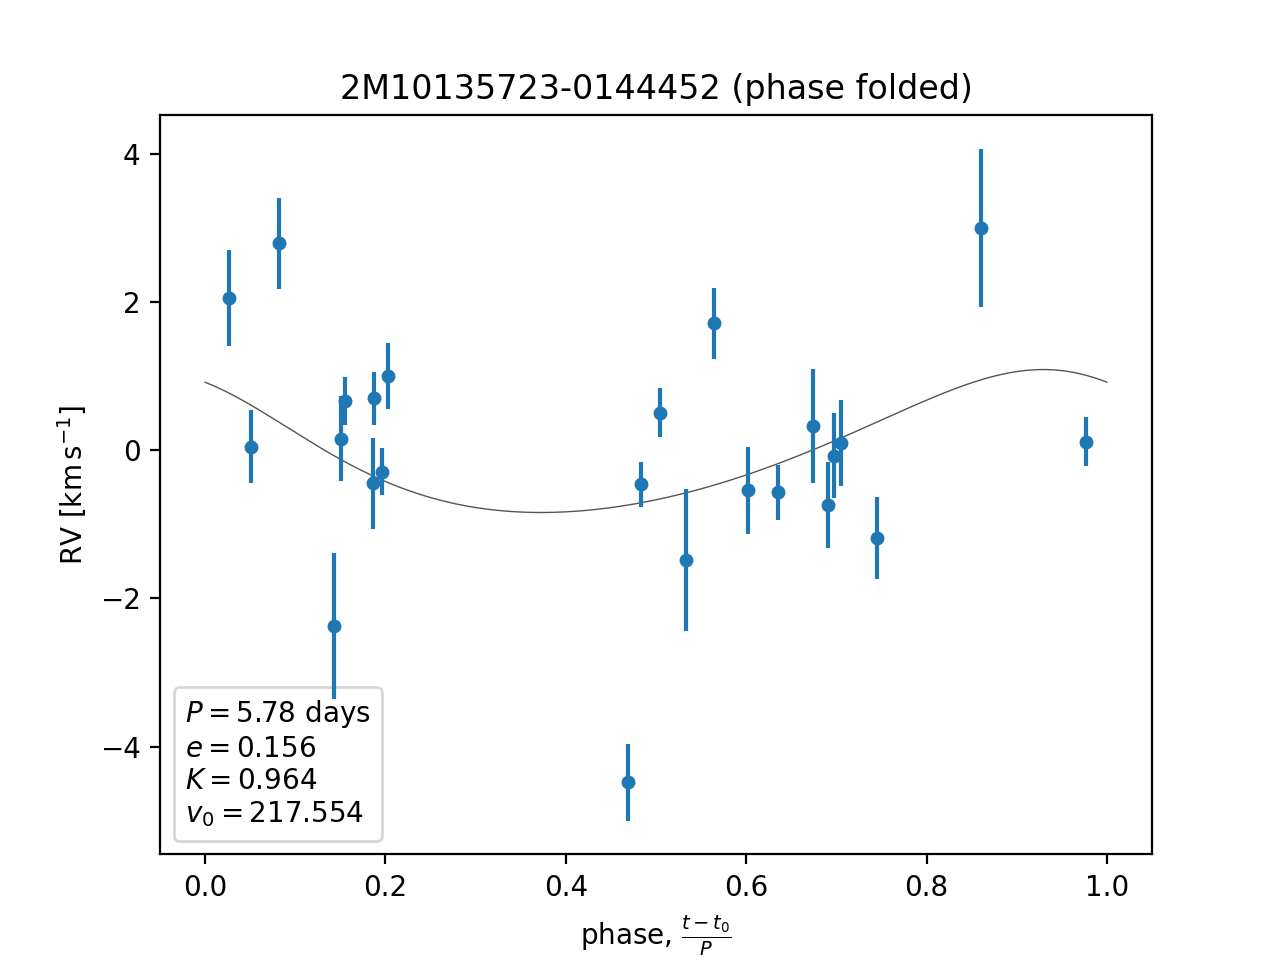 2M10135723-0144452 (phase folded)
RV [km s⁻¹]
4
2
0
−2
−4
P = 5.78 days
e = 0.156
K = 0.964
v₀ = 217.554
0.0 0.2 0.4 0.6 0.8 1.0
phase, (t − t₀)/P